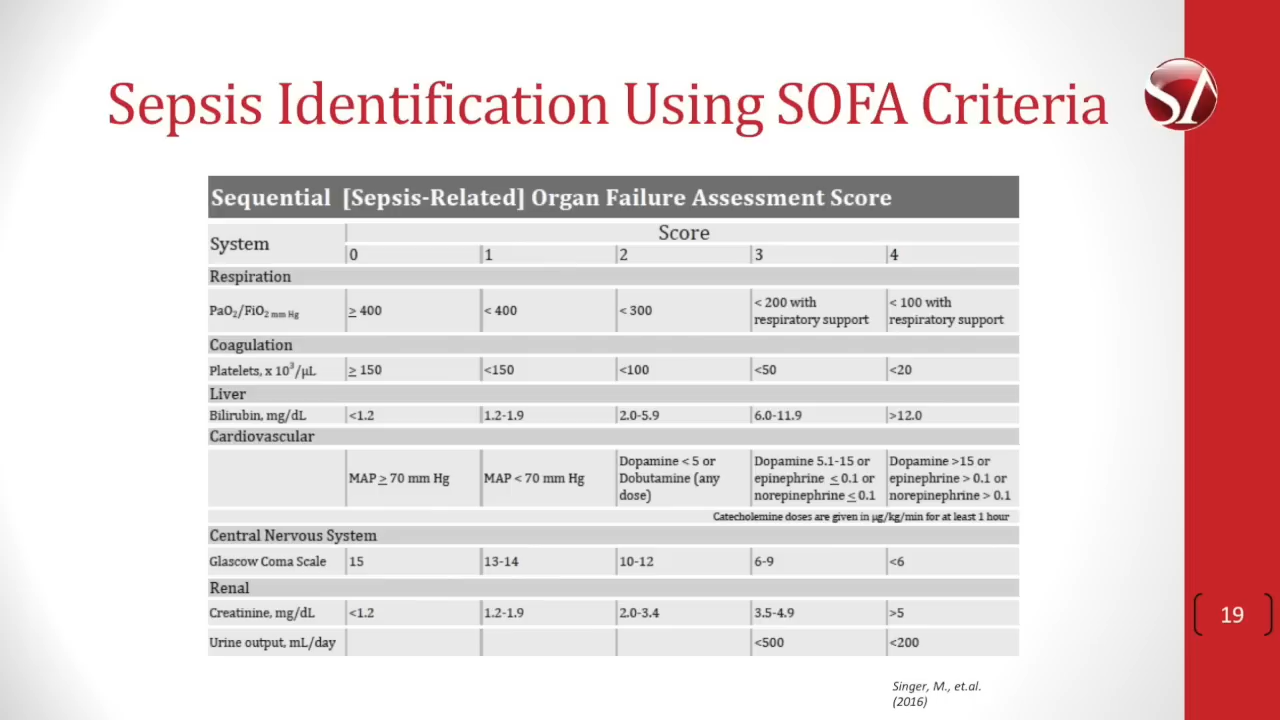 Sepsis Identification Using SOFA Criteria
SA
Sequential [Sepsis-Related] Organ Failure Assessment Score
System Score
0 1 2 3 4
Respiration
PaO₂/FiO₂ mm Hg ≥ 400 < 400 < 300 < 200 with respiratory support < 100 with respiratory support
Coagulation
Platelets, x 10³/µL ≥ 150 <150 <100 <50 <20
Liver
Bilirubin, mg/dL <1.2 1.2-1.9 2.0-5.9 6.0-11.9 >12.0
Cardiovascular
MAP ≥ 70 mm Hg MAP < 70 mm Hg Dopamine < 5 or Dobutamine (any dose) Dopamine 5.1-15 or epinephrine ≤ 0.1 or norepinephrine ≤ 0.1 Dopamine >15 or epinephrine > 0.1 or norepinephrine > 0.1
Catecholemine doses are given in µg/kg/min for at least 1 hour
Central Nervous System
Glascow Coma Scale 15 13-14 10-12 6-9 <6
Renal
Creatinine, mg/dL <1.2 1.2-1.9 2.0-3.4 3.5-4.9 >5
Urine output, mL/day <500 <200
19
Singer, M., et.al.
(2016)